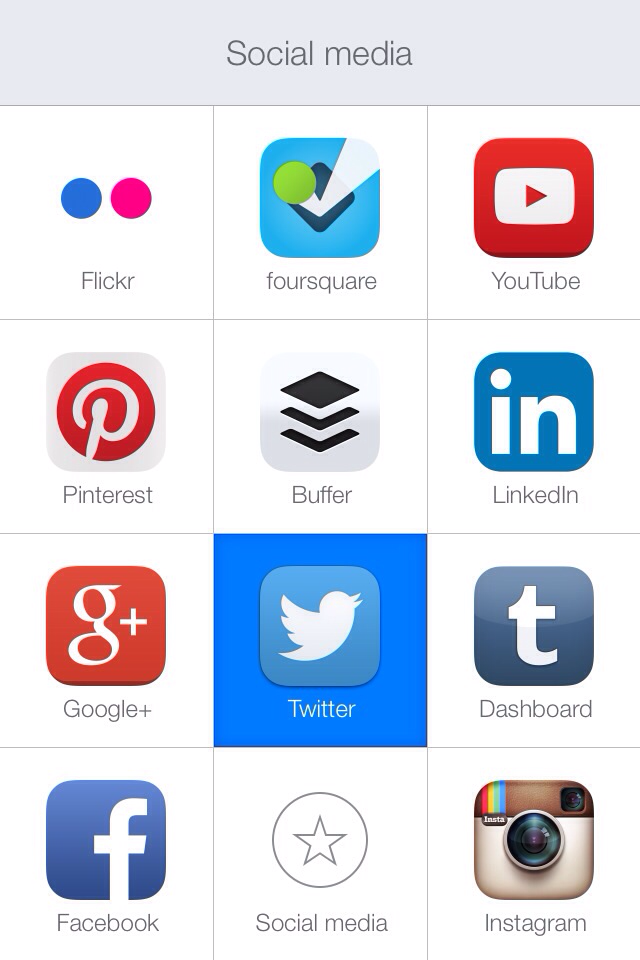 Social media
Flickr
foursquare
YouTube
Pinterest
in
Buffer
LinkedIn
g+
t
Google+
Twitter
Dashboard
f
Insta
Facebook
Social media
Instagram